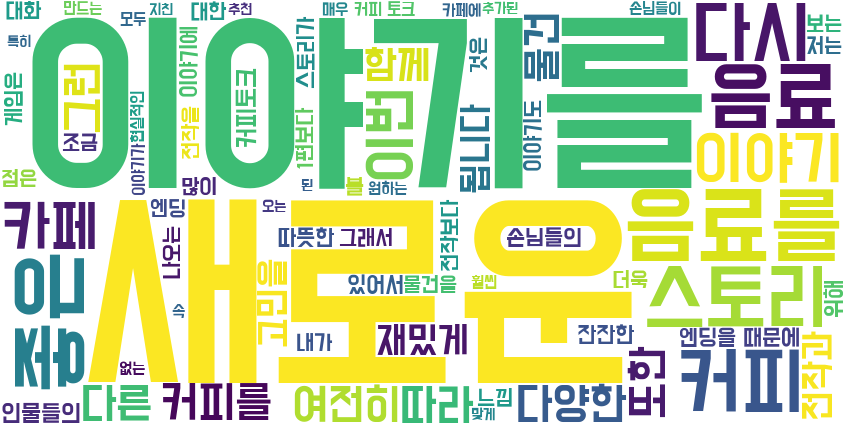 대화
만드는
모두
지친
대한
추천
매우
커피 토크
카페에
추가된
손님들이
특히
이야기를
다시
보는
저는
게임은
그런
조금
전작을
이야기에
커피토크
스토리가
함께
이번
것은
물건
음료
이야기가
현실적인
1편보다
됩니다
이야기도
이야기
점은
많이
된
볼
원하는
카페
엔딩
오는
새로운
나오는
따뜻한
그래서
손님들의
전작보다
음료를
좋은
고민을
있어서
물건을
훨씬
더욱
스토리
위해
속
내가
재밌게
잔잔한
엔딩을
때문에
없는
또한
커피
전작과
인물들의
다른
커피를
여전히
따라
느낌
맞게
다양한